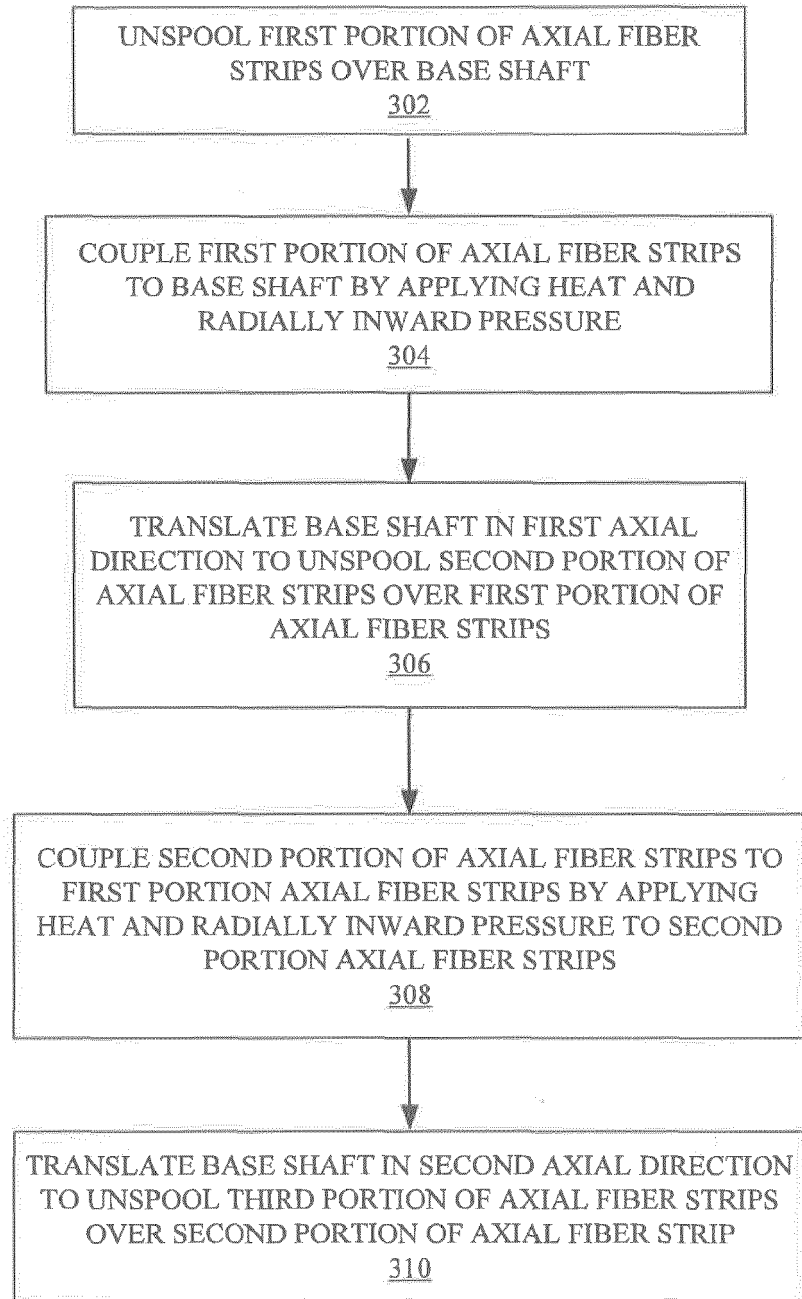 UNSPOOL FIRST PORTION OF AXIAL FIBER
STRIPS OVER BASE SHAFT
302
COUPLE FIRST PORTION OF AXIAL FIBER STRIPS
TO BASE SHAFT BY APPLYING HEAT AND
RADIALLY INWARD PRESSURE
304
TRANSLATE BASE SHAFT IN FIRST AXIAL
DIRECTION TO UNSPOOL SECOND PORTION OF
AXIAL FIBER STRIPS OVER FIRST PORTION OF
AXIAL FIBER STRIPS
306
COUPLE SECOND PORTION OF AXIAL FIBER STRIPS TO
FIRST PORTION AXIAL FIBER STRIPS BY APPLYING
HEAT AND RADIALLY INWARD PRESSURE TO SECOND
PORTION AXIAL FIBER STRIPS
308
TRANSLATE BASE SHAFT IN SECOND AXIAL DIRECTION
TO UNSPOOL THIRD PORTION OF AXIAL FIBER STRIPS
OVER SECOND PORTION OF AXIAL FIBER STRIP
310